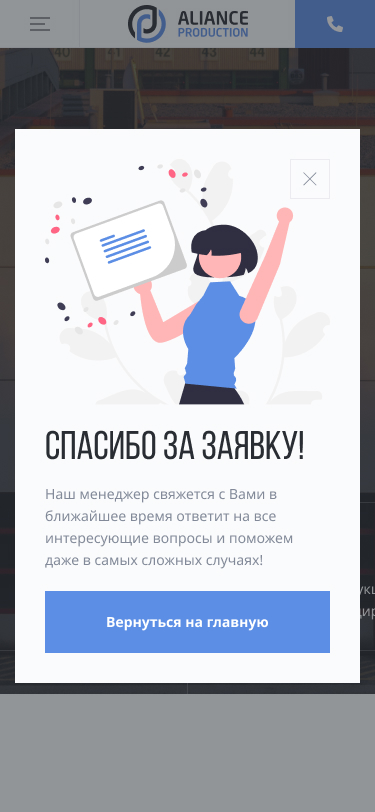 ALIANCE
PRODUCTION
40 41 42 43 44
СПАСИБО ЗА ЗАЯВКУ!
Наш менеджер свяжется с Вами в
ближайшее время ответит на все
интересующие вопросы и поможем
даже в самых сложных случаях!
Вернуться на главную